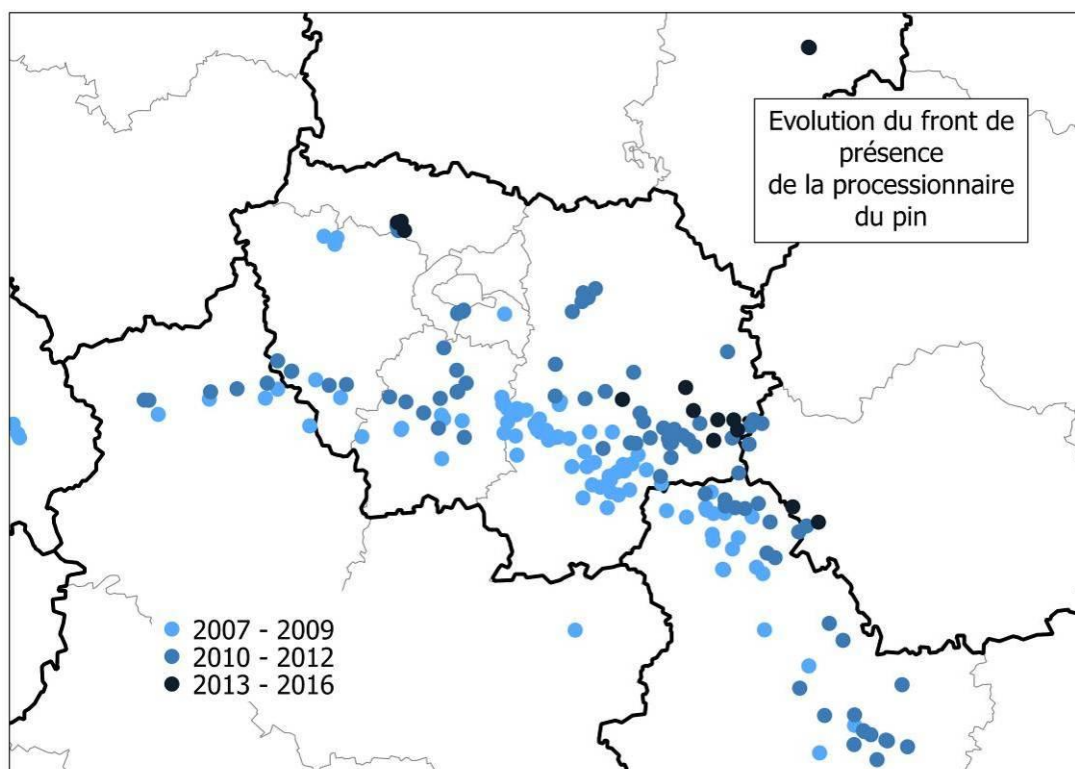 Evolution du front de
présence
de la processionnaire
du pin
2007 - 2009
2010 - 2012
2013 - 2016